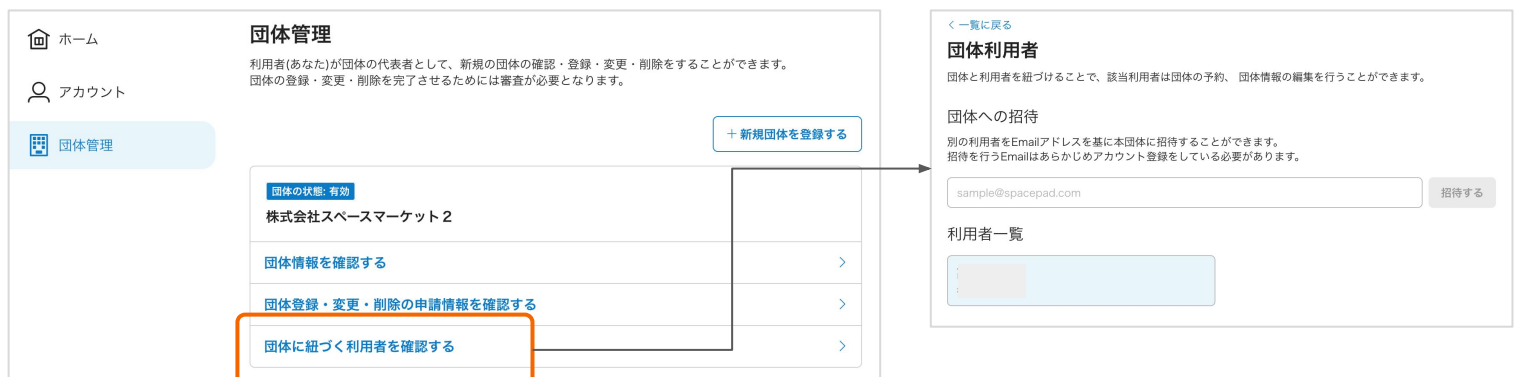 ホーム
アカウント
団体管理
団体管理
利用者(あなた)が団体の代表者として、新規の団体の確認・登録・変更・削除をすることができます。
団体の登録・変更・削除を完了させるためには審査が必要となります。
+ 新規団体を登録する
団体の状態: 有効
株式会社スペースマーケット２
団体情報を確認する
団体登録・変更・削除の申請情報を確認する
団体に紐づく利用者を確認する
一覧に戻る
団体利用者
団体と利用者を紐づけることで、該当利用者は団体の予約、 団体情報の編集を行うことができます。
団体への招待
別の利用者をEmailアドレスを基に本団体に招待することができます。
招待を行うEmailはあらかじめアカウント登録をしている必要があります。
sample@spacepad.com
招待する
利用者一覧